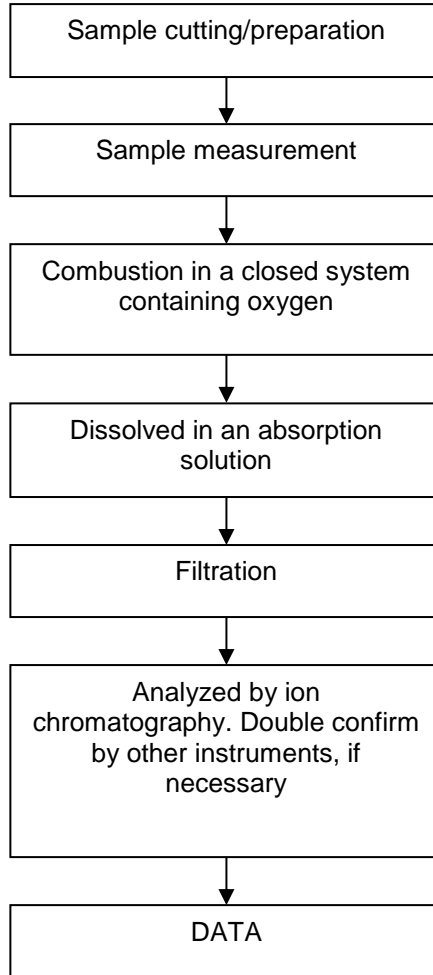 Sample cutting/preparation
Sample measurement
Combustion in a closed system
containing oxygen
Dissolved in an absorption
solution
Filtration
Analyzed by ion
chromatography. Double confirm
by other instruments, if
necessary
DATA